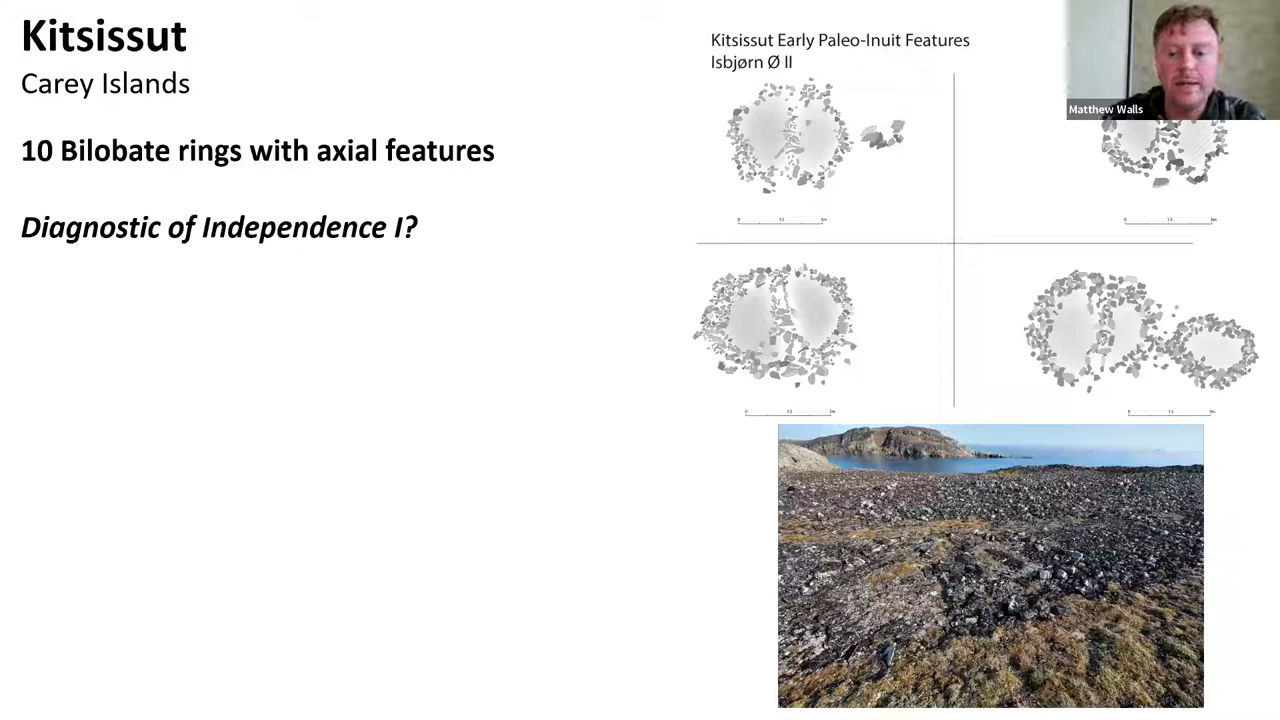 Kitsissut
Carey Islands
10 Bilobate rings with axial features
Diagnostic of Independence I?
Kitsissut Early Paleo-Inuit Features
Isbjørn Ø II
Matthew Walls